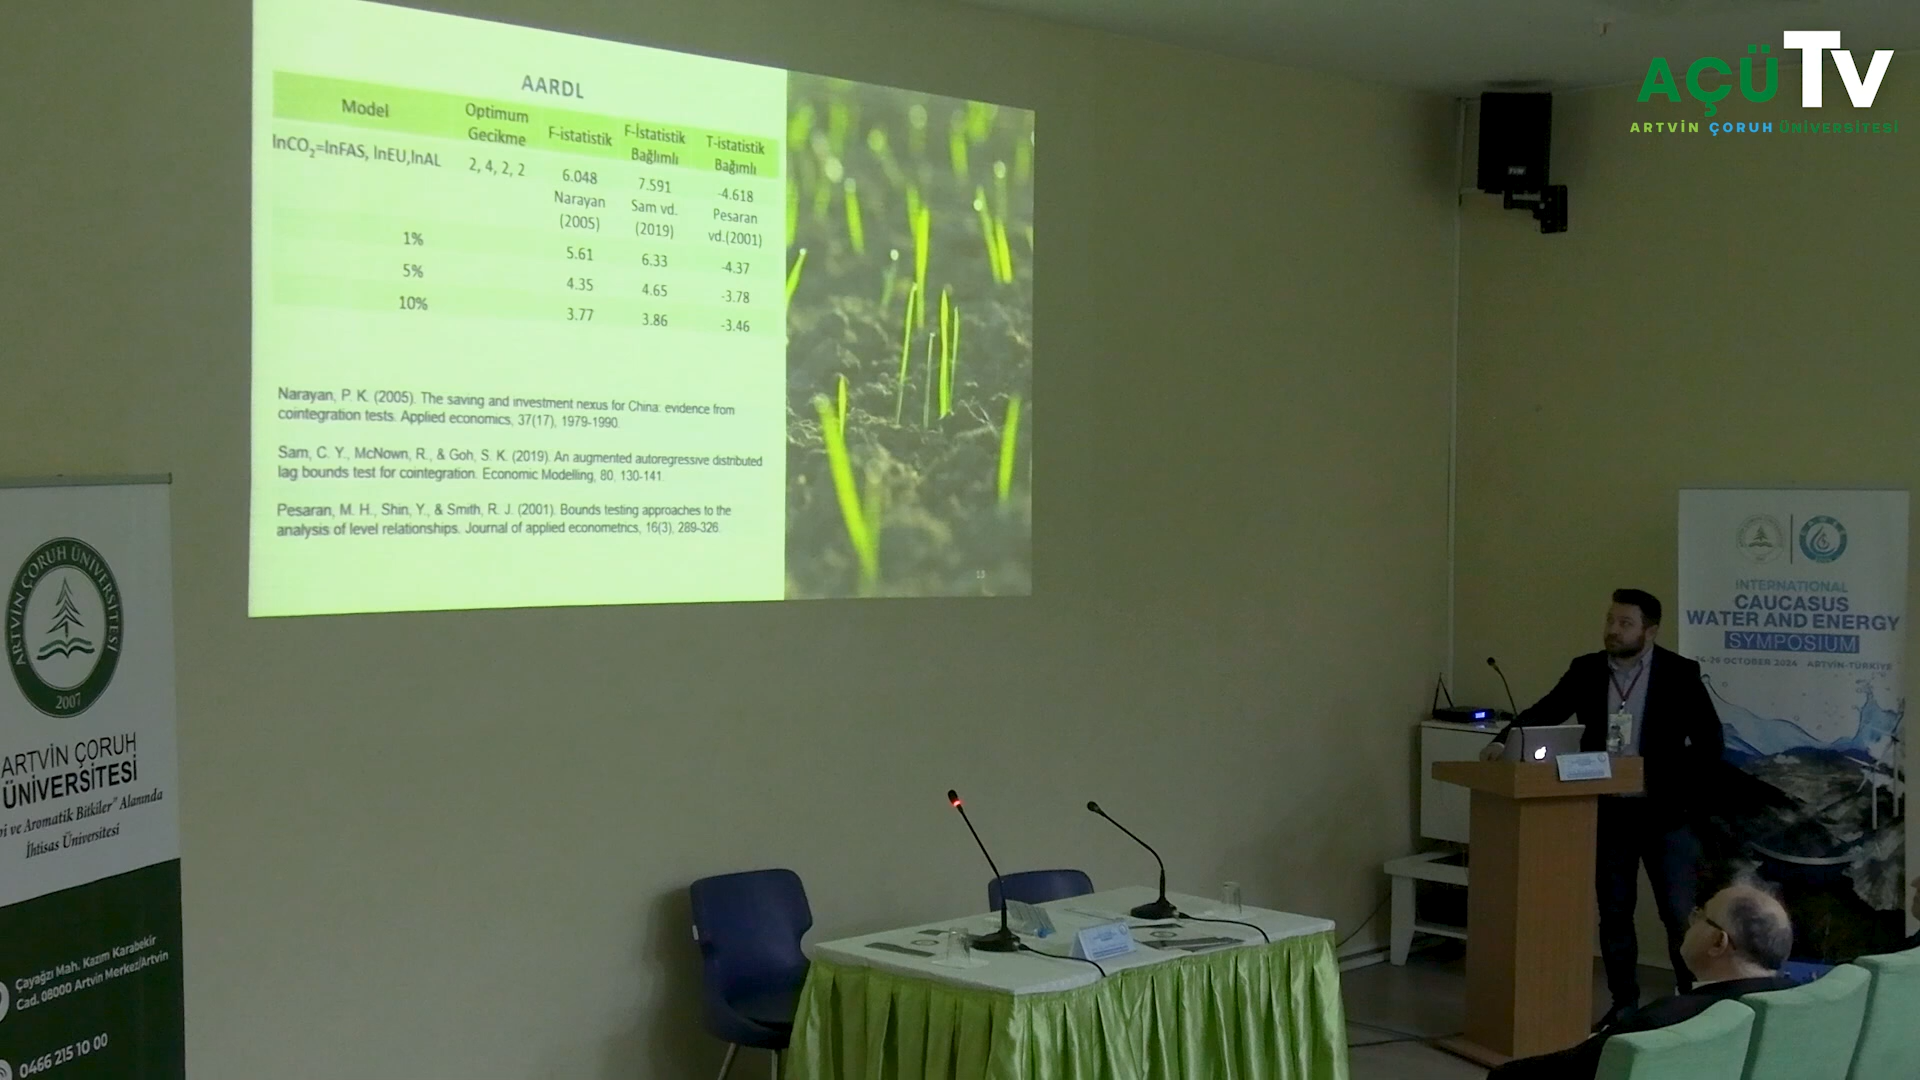 AÇÜTV
ARTVİN ÇORUH ÜNİVERSİTESİ
AARDL
Model Optimum Gecikme F-istatistik F-İstatistik Bağlımlı T-istatistik Bağımlı
lnCO2=lnFAS, lnEU,lnAL 2, 4, 2, 2 6.048 7.591 -4.618
Narayan (2005) Sam vd. (2019) Pesaran vd.(2001)
1% 5.61 6.33 -4.37
5% 4.35 4.65 -3.78
10% 3.77 3.86 -3.46
Narayan, P. K. (2005). The saving and investment nexus for China: evidence from
cointegration tests. Applied economics, 37(17), 1979-1990.
Sam, C. Y., McNown, R., & Goh, S. K. (2019). An augmented autoregressive distributed
lag bounds test for cointegration. Economic Modelling, 80, 130-141.
Pesaran, M. H., Shin, Y., & Smith, R. J. (2001). Bounds testing approaches to the
analysis of level relationships. Journal of applied econometrics, 16(3), 289-326.
13
ARTVİN ÇORUH ÜNİVERSİTESİ
2007
ARTVİN ÇORUH
ÜNİVERSİTESİ
ve Aromatik Bitkiler" Alanında
İhtisas Üniversitesi
Çayağzı Mah. Kazım Karabekir
Cad. 08000 Artvin Merkez/Artvin
0466 215 10 00
INTERNATIONAL
CAUCASUS
WATER AND ENERGY
SYMPOSIUM
OCTOBER 2024 ARTVİN-TÜRKİYE